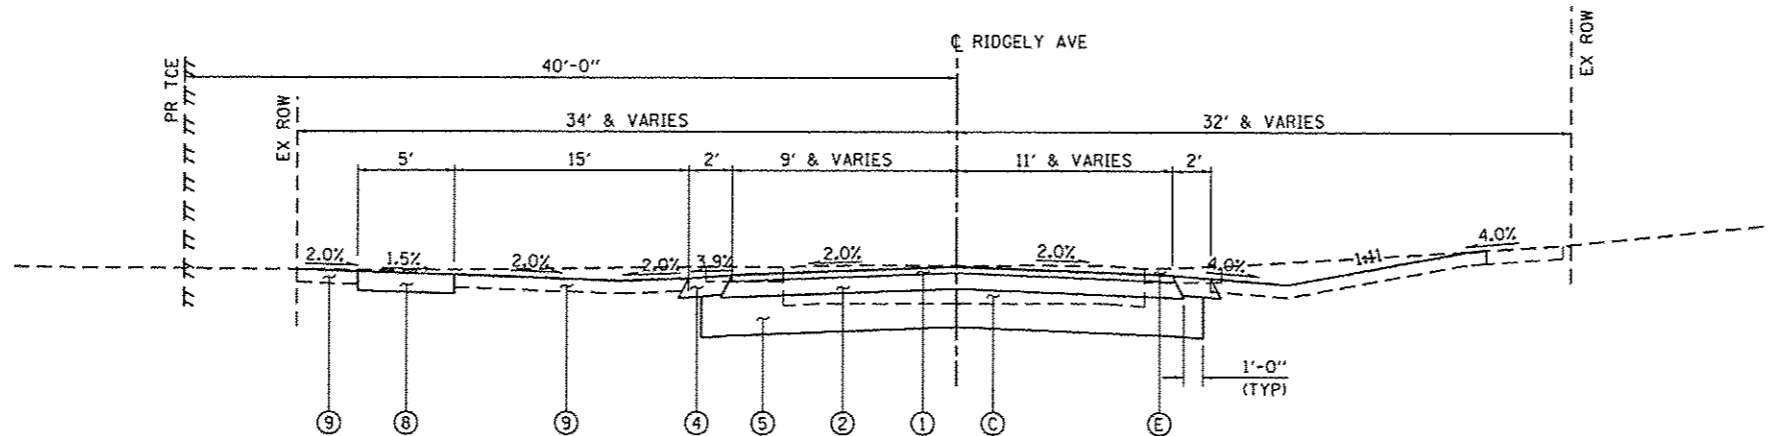 ℄ RIDGELY AVE
EX ROW
PR TCE
40'-0"
EX ROW
34' & VARIES
32' & VARIES
5'
15'
2'
9' & VARIES
11' & VARIES
2'
2.0%
1.5%
2.0%
2.0%
3.9%
2.0%
2.0%
4.0%
4.0%
1'-0"
(TYP)
9
8
9
4
5
2
1
C
E